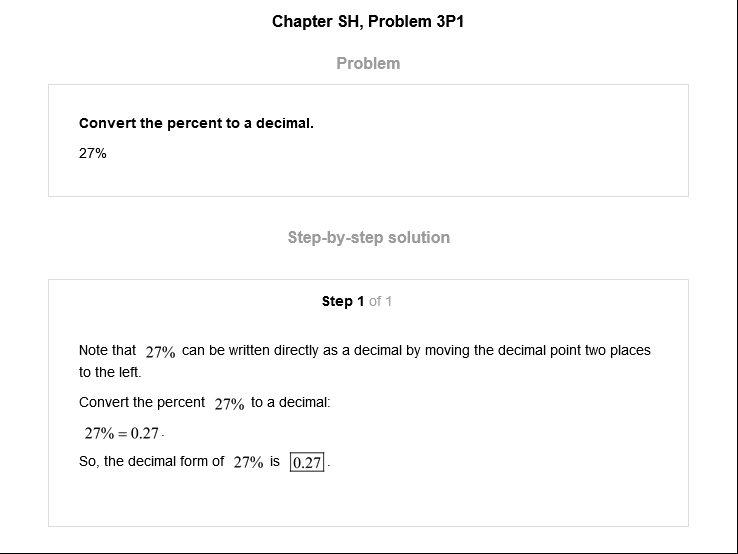 Chapter SH, Problem 3P1
Problem
Convert the percent to a decimal.
27%
Step-by-step solution
Step 1 of 1
Note that 27% can be written directly as a decimal by moving the decimal point two places
to the left.
Convert the percent 27% to a decimal:
27% = 0.27.
So, the decimal form of 27% is 0.27.